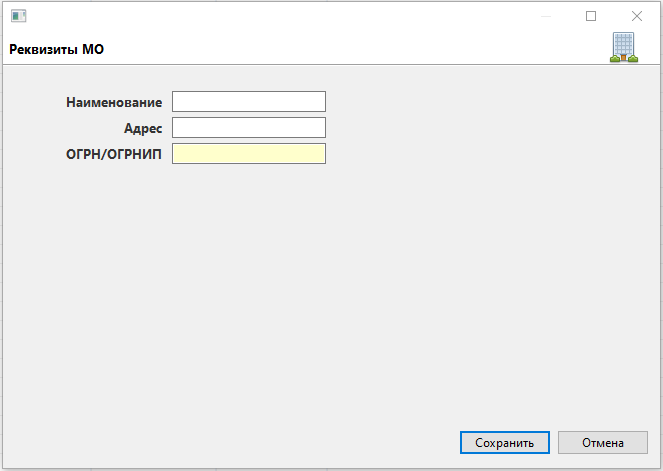 Реквизиты МО
Наименование
Адрес
ОГРН/ОГРНИП
Сохранить
Отмена